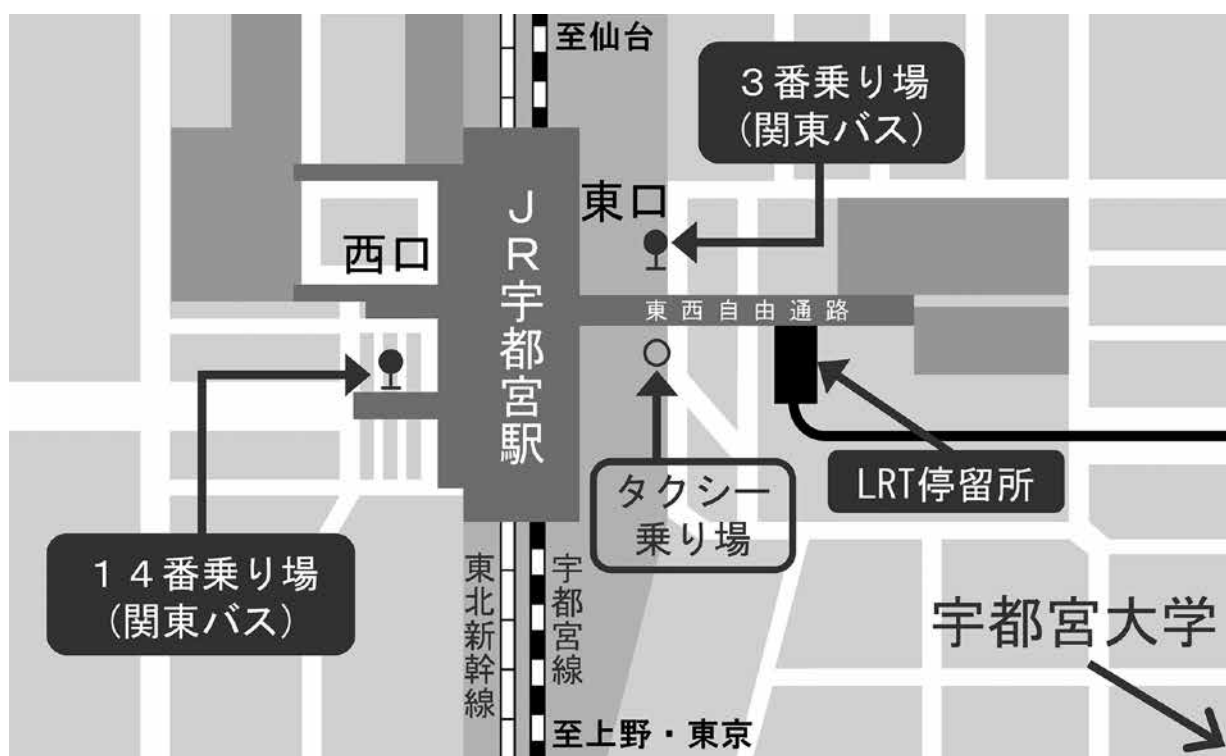 至仙台
３番乗り場
(関東バス)
東口
西口
ＪＲ宇都宮駅
東西自由通路
LRT停留所
タクシー
乗り場
１４番乗り場
(関東バス)
東北新幹線
宇都宮線
宇都宮大学
至上野・東京